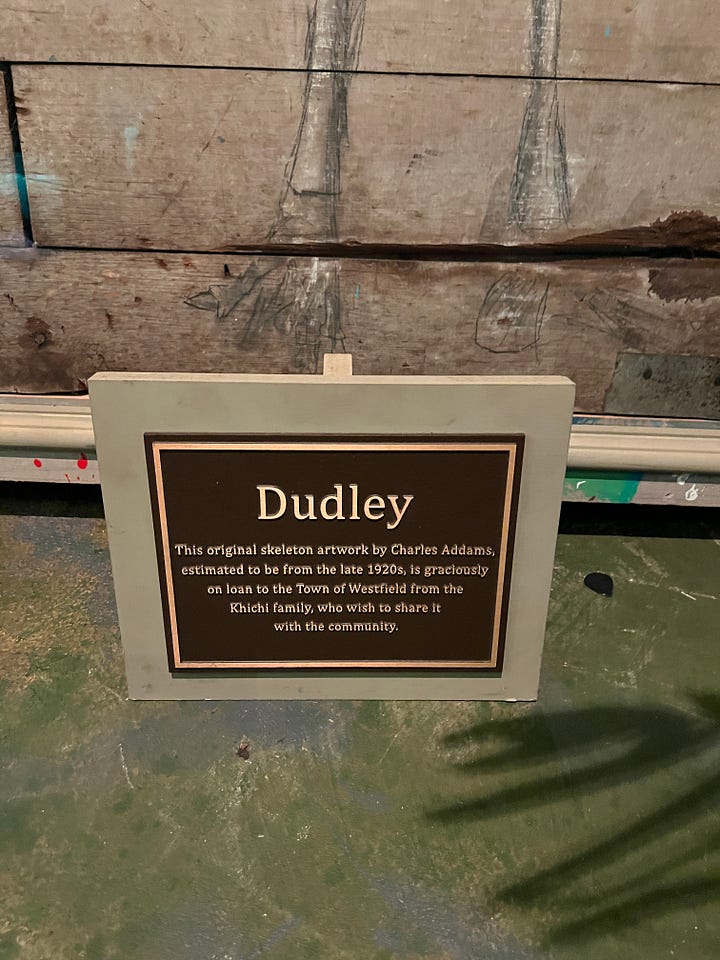 Dudley
This original skeleton artwork by Charles Addams,
estimated to be from the late 1920s, is graciously
on loan to the Town of Westfield from the
Khichi family, who wish to share it
with the community.